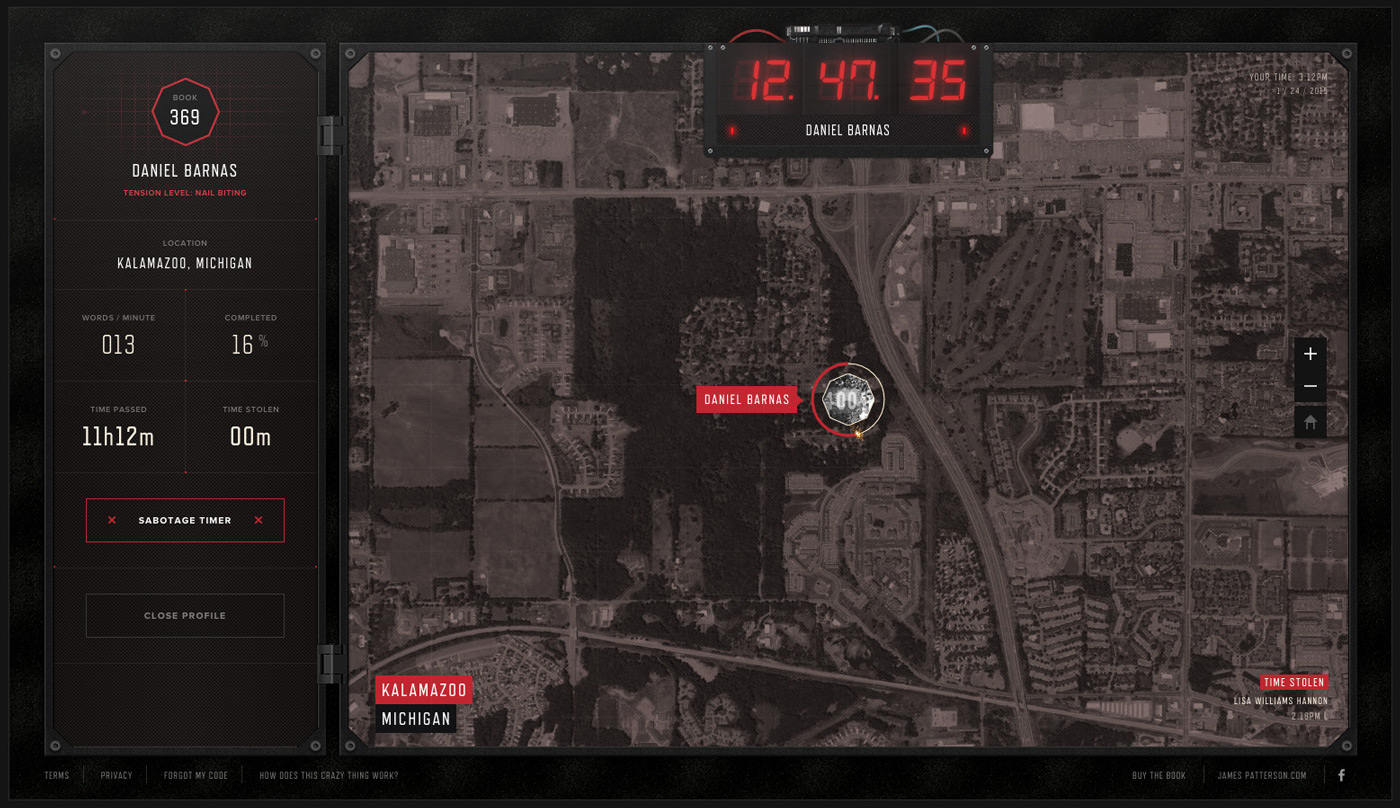 BOOK
369
DANIEL BARNAS
TENSION LEVEL: NAIL BITING
LOCATION
KALAMAZOO, MICHIGAN
WORDS / MINUTE
013
COMPLETED
16 %
TIME PASSED
11h12m
TIME STOLEN
00m
× SABOTAGE TIMER ×
CLOSE PROFILE
12. 47. 35
DANIEL BARNAS
YOUR TIME: 3:12PM
1 / 24 / 2015
DANIEL BARNAS
+
−
KALAMAZOO
MICHIGAN
TIME STOLEN
LISA WILLIAMS HANNON
2:18PM
TERMS
PRIVACY
FORGOT MY CODE
HOW DOES THIS CRAZY THING WORK?
BUY THE BOOK
JAMES PATTERSON.COM
f